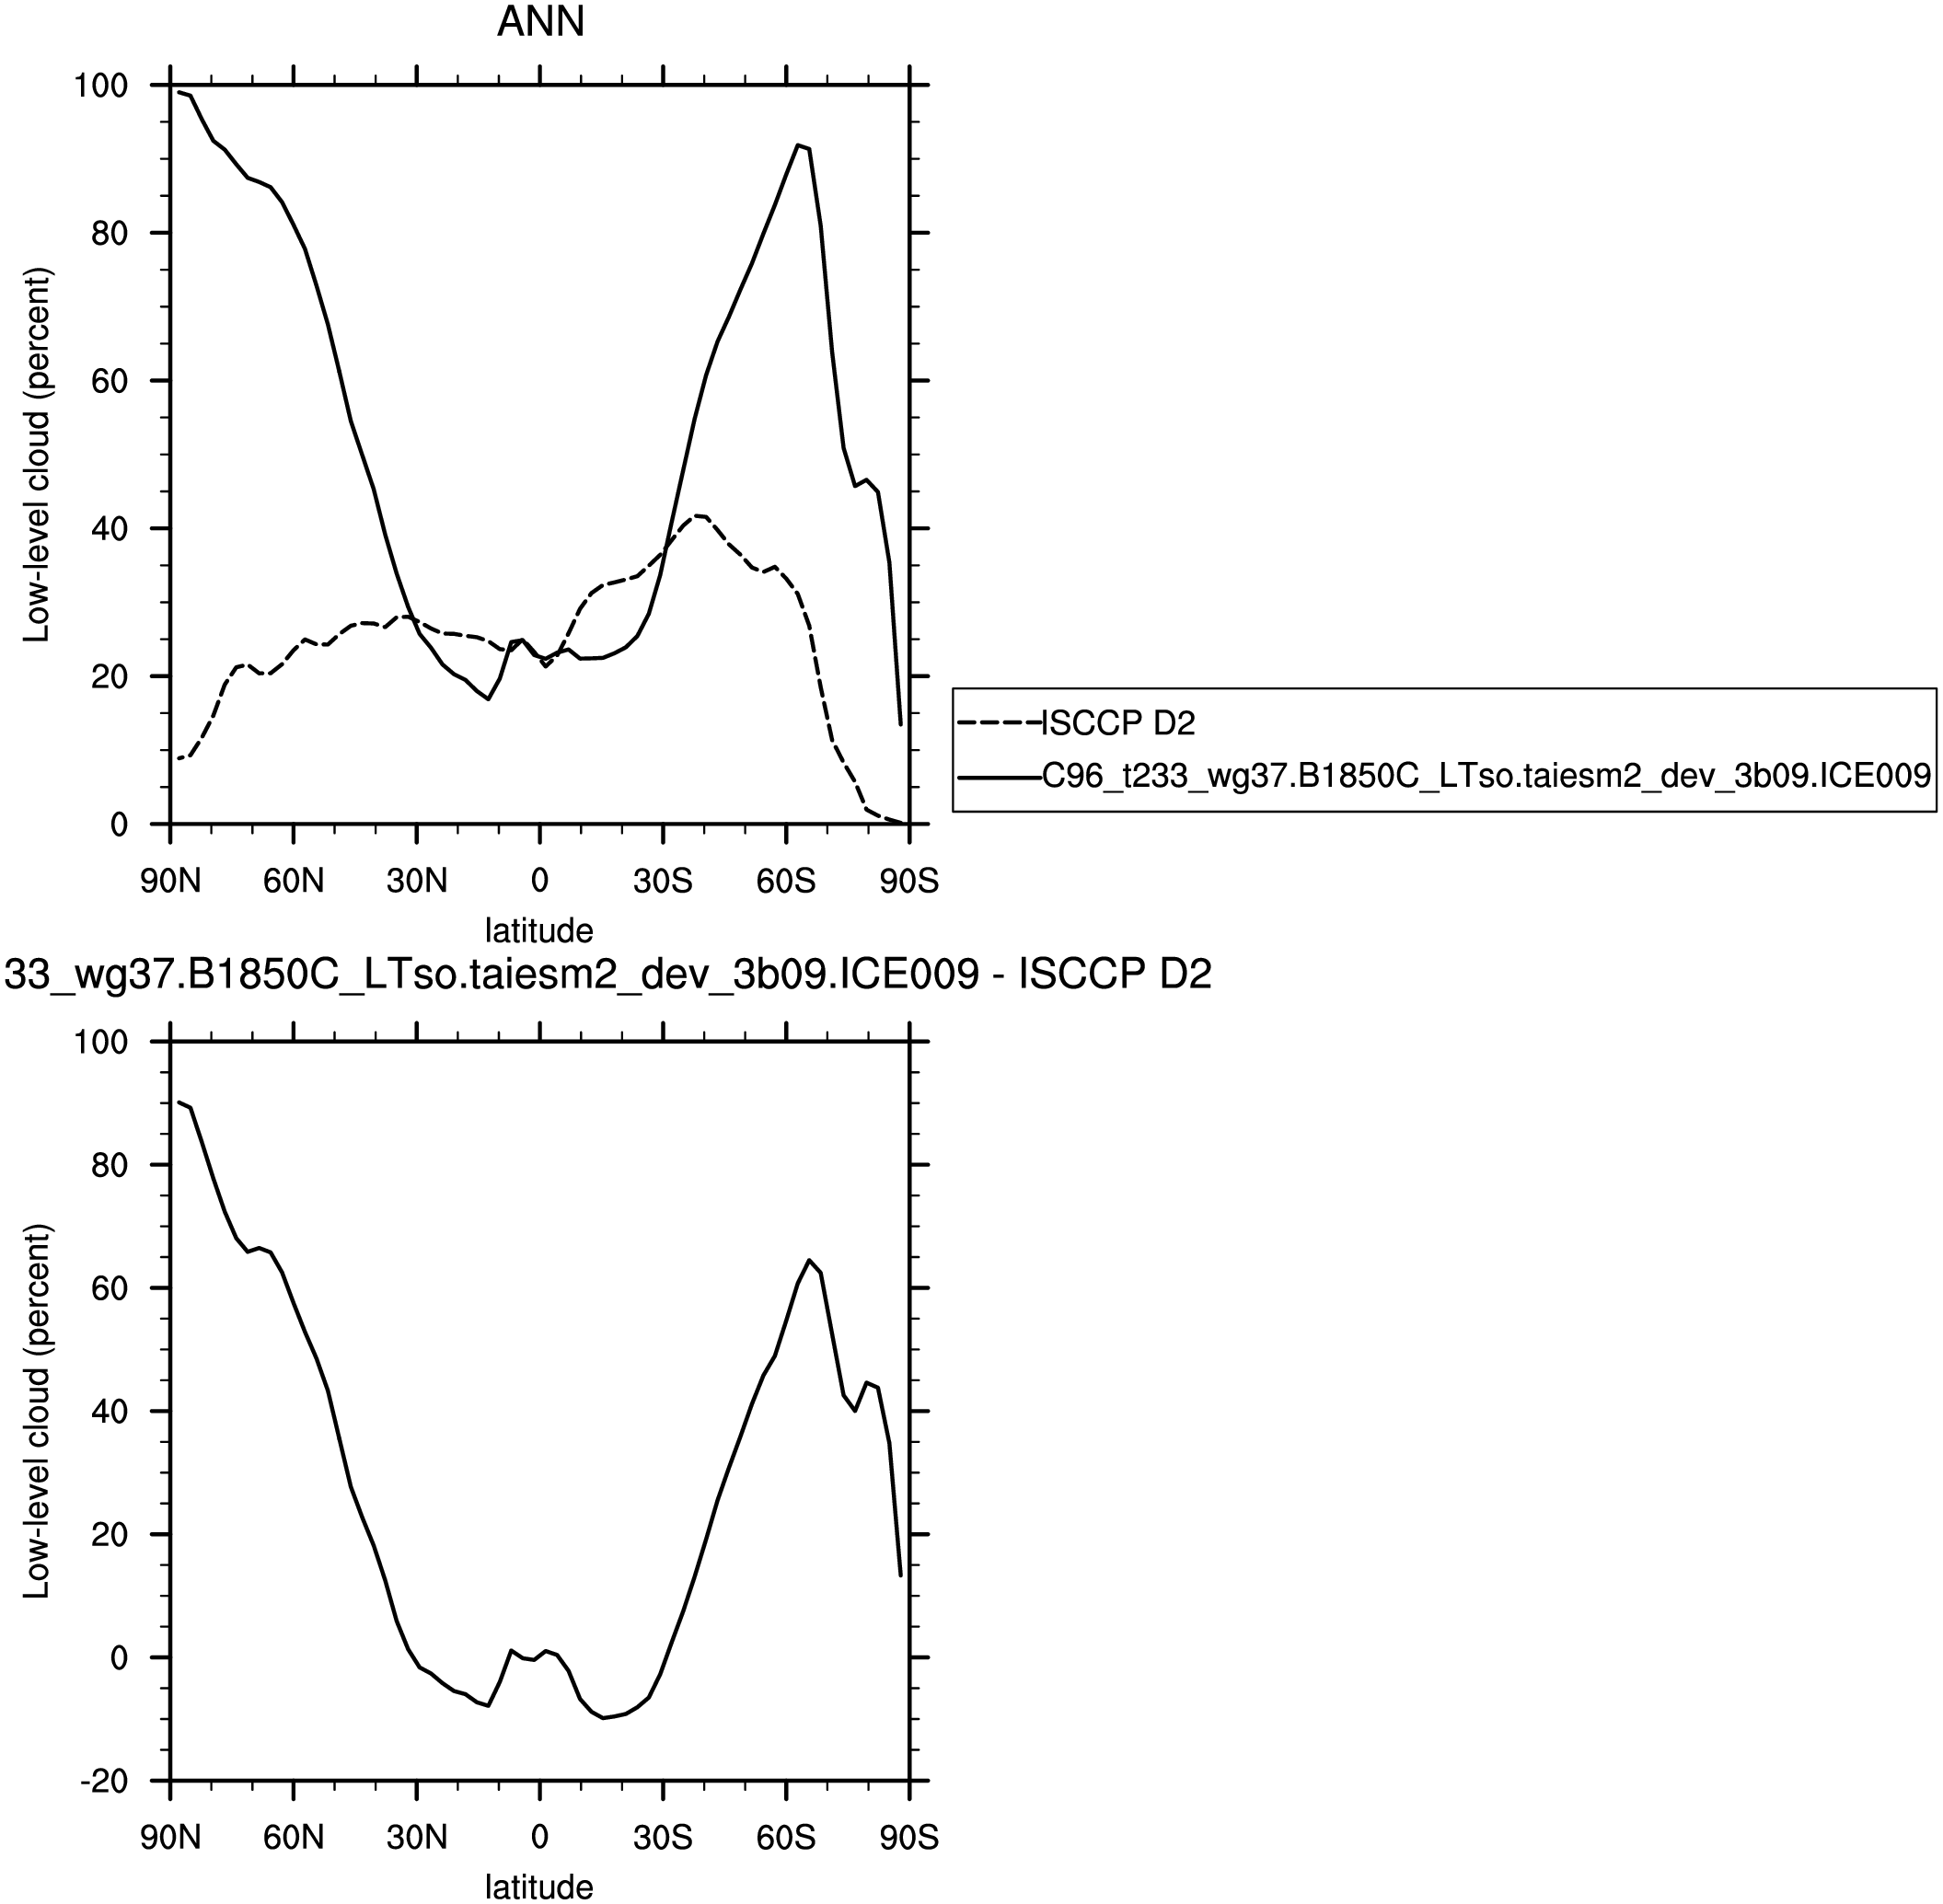 ANN
100
80
60
40
20
0
Low-level cloud (percent)
90N 60N 30N 0 30S 60S 90S
latitude
ISCCP D2
C96_t233_wg37.B1850C_LTso.taiesm2_dev_3b09.ICE009
33_wg37.B1850C_LTso.taiesm2_dev_3b09.ICE009 - ISCCP D2
100
80
60
40
20
0
-20
Low-level cloud (percent)
90N 60N 30N 0 30S 60S 90S
latitude